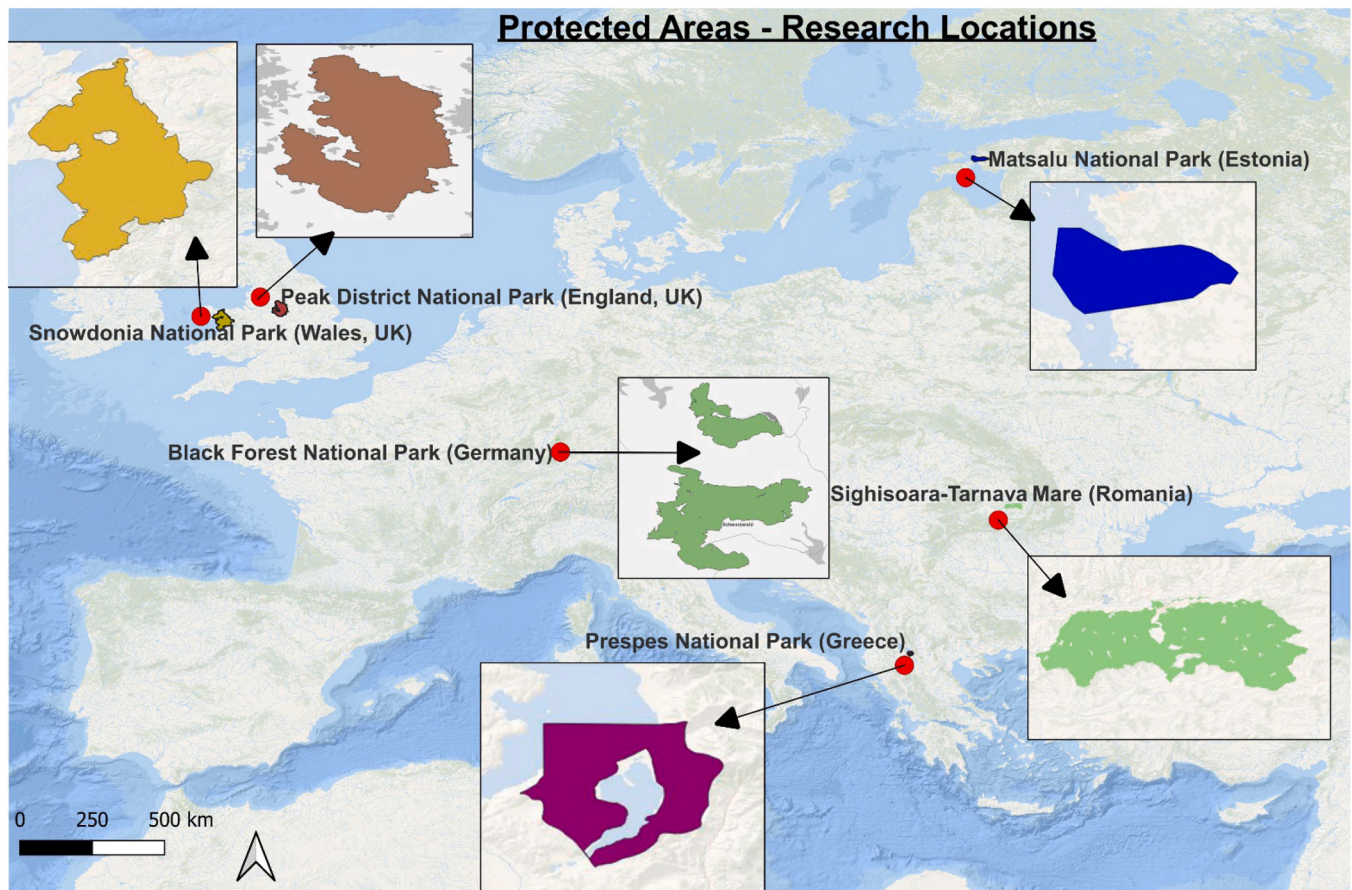 Protected Areas - Research Locations
Matsalu National Park (Estonia)
Peak District National Park (England, UK)
Snowdonia National Park (Wales, UK)
Black Forest National Park (Germany)
Schwarzwald
Sighisoara-Tarnava Mare (Romania)
Prespes National Park (Greece)
0 250 500 km